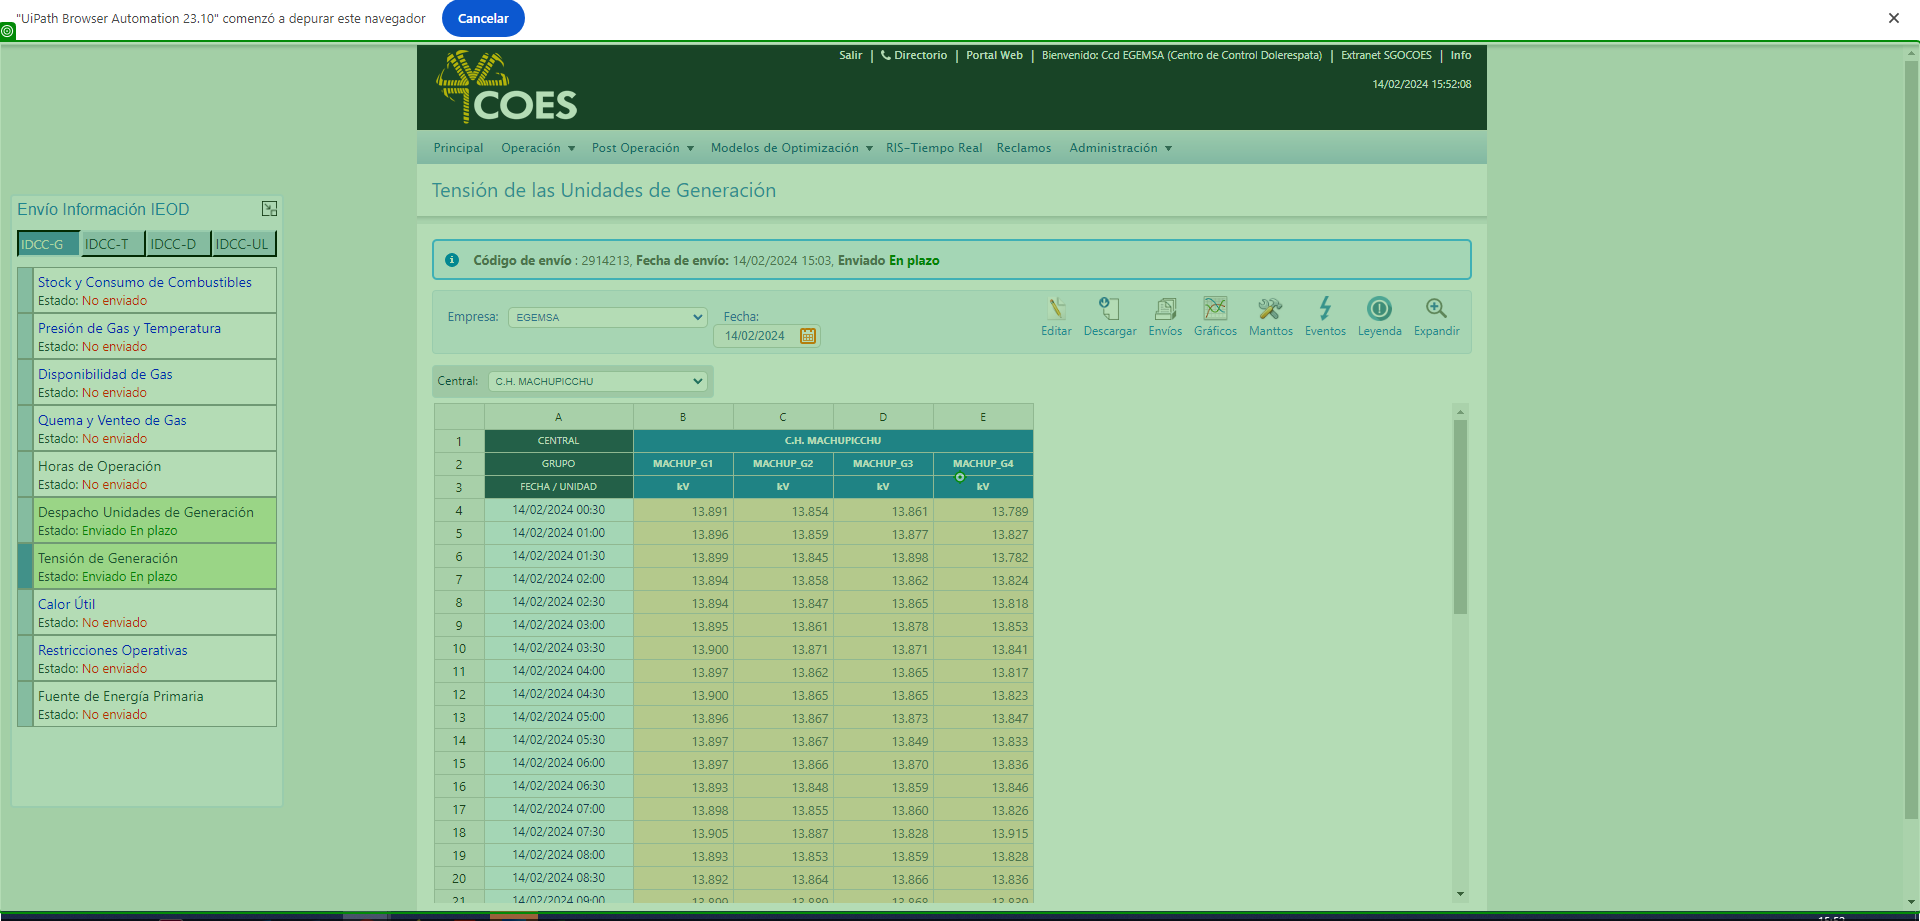 "UiPath Browser Automation 23.10" comenzó a depurar este navegador Cancelar
Salir | Directorio | Portal Web | Bienvenido: Ccd EGEMSA (Centro de Control Dolerespata) | Extranet SGOCOES | Info
14/02/2024 15:52:08
COES
Principal Operación Post Operación Modelos de Optimización RIS-Tiempo Real Reclamos Administración
Tensión de las Unidades de Generación
Envío Información IEOD
IDCC-G IDCC-T IDCC-D IDCC-UL
Stock y Consumo de Combustibles
Estado: No enviado
Presión de Gas y Temperatura
Estado: No enviado
Disponibilidad de Gas
Estado: No enviado
Quema y Venteo de Gas
Estado: No enviado
Horas de Operación
Estado: No enviado
Despacho Unidades de Generación
Estado: Enviado En plazo
Tensión de Generación
Estado: Enviado En plazo
Calor Útil
Estado: No enviado
Restricciones Operativas
Estado: No enviado
Fuente de Energía Primaria
Estado: No enviado
Código de envío : 2914213, Fecha de envío: 14/02/2024 15:03, Enviado En plazo
Empresa: EGEMSA Fecha:
14/02/2024
Editar Descargar Envíos Gráficos Manttos Eventos Leyenda Expandir
Central: C.H. MACHUPICCHU
A B C D E
1 CENTRAL C.H. MACHUPICCHU
2 GRUPO MACHUP_G1 MACHUP_G2 MACHUP_G3 MACHUP_G4
3 FECHA / UNIDAD kV kV kV kV
4 14/02/2024 00:30 13.891 13.854 13.861 13.789
5 14/02/2024 01:00 13.896 13.859 13.877 13.827
6 14/02/2024 01:30 13.899 13.845 13.898 13.782
7 14/02/2024 02:00 13.894 13.858 13.862 13.824
8 14/02/2024 02:30 13.894 13.847 13.865 13.818
9 14/02/2024 03:00 13.895 13.861 13.878 13.853
10 14/02/2024 03:30 13.900 13.871 13.871 13.841
11 14/02/2024 04:00 13.897 13.862 13.865 13.817
12 14/02/2024 04:30 13.900 13.865 13.865 13.823
13 14/02/2024 05:00 13.896 13.867 13.873 13.847
14 14/02/2024 05:30 13.897 13.867 13.849 13.833
15 14/02/2024 06:00 13.897 13.866 13.870 13.836
16 14/02/2024 06:30 13.893 13.848 13.859 13.846
17 14/02/2024 07:00 13.898 13.855 13.860 13.826
18 14/02/2024 07:30 13.905 13.887 13.828 13.915
19 14/02/2024 08:00 13.893 13.853 13.859 13.828
20 14/02/2024 08:30 13.892 13.864 13.866 13.836
21 14/02/2024 09:00